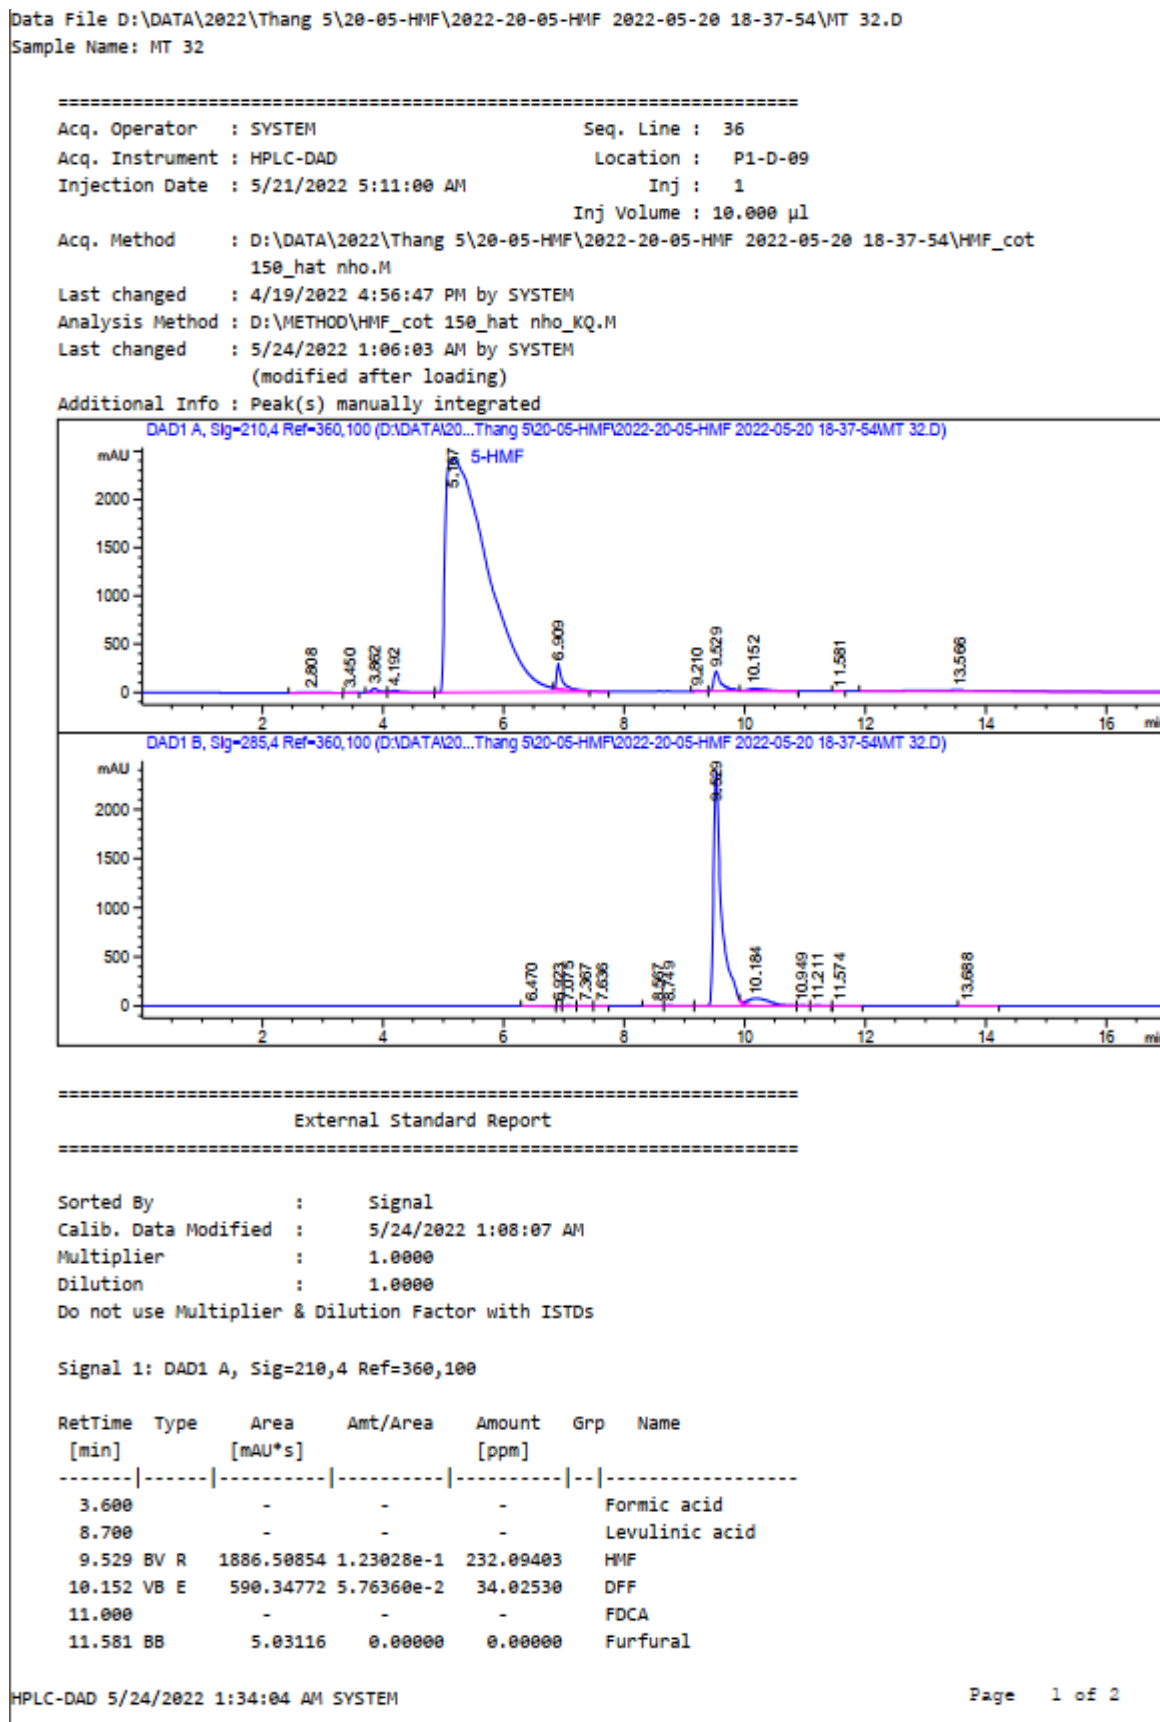 Data File D:\DATA\2022\Thang 5\20-05-HMF\2022-20-05-HMF 2022-05-20 18-37-54\MT 32.D
Sample Name: MT 32
=====================================================================
Acq. Operator   : SYSTEM                         Seq. Line :  36
Acq. Instrument : HPLC-DAD                        Location :   P1-D-09
Injection Date  : 5/21/2022 5:11:00 AM                 Inj :   1
Inj Volume : 10.000 µl
Acq. Method     : D:\DATA\2022\Thang 5\20-05-HMF\2022-20-05-HMF 2022-05-20 18-37-54\HMF_cot
150_hat nho.M
Last changed    : 4/19/2022 4:56:47 PM by SYSTEM
Analysis Method : D:\METHOD\HMF_cot 150_hat nho_KQ.M
Last changed    : 5/24/2022 1:06:03 AM by SYSTEM
(modified after loading)
Additional Info : Peak(s) manually integrated
DAD1 A, Sig=210,4 Ref=360,100 (D:\DATA\20...Thang 5\20-05-HMF\2022-20-05-HMF 2022-05-20 18-37-54\MT 32.D)
mAU
5.167 5-HMF
2000
1500
1000
500
0
2.808 3.450 3.862 4.192 6.909 9.210 9.529 10.152 11.581 13.566
2 4 6 8 10 12 14 16 mi
DAD1 B, Sig=285,4 Ref=360,100 (D:\DATA\20...Thang 5\20-05-HMF\2022-20-05-HMF 2022-05-20 18-37-54\MT 32.D)
mAU
9.529
2000
1500
1000
500
0
6.470 6.923 7.075 7.367 7.636 8.567 8.749 10.184 10.949 11.211 11.574 13.688
2 4 6 8 10 12 14 16 mi
=====================================================================
External Standard Report
=====================================================================
Sorted By             :      Signal
Calib. Data Modified  :      5/24/2022 1:08:07 AM
Multiplier            :      1.0000
Dilution              :      1.0000
Do not use Multiplier & Dilution Factor with ISTDs
Signal 1: DAD1 A, Sig=210,4 Ref=360,100
RetTime  Type     Area     Amt/Area    Amount   Grp   Name
[min]          [mAU*s]                [ppm]
-------|------|----------|----------|----------|--|------------------
3.600            -          -          -         Formic acid
8.700            -          -          -         Levulinic acid
9.529 BV R  1886.50854 1.23028e-1  232.09403     HMF
10.152 VB E   590.34772 5.76360e-2   34.02530     DFF
11.000            -          -          -         FDCA
11.581 BB       5.03116    0.00000    0.00000     Furfural
HPLC-DAD 5/24/2022 1:34:04 AM SYSTEM
Page   1 of 2